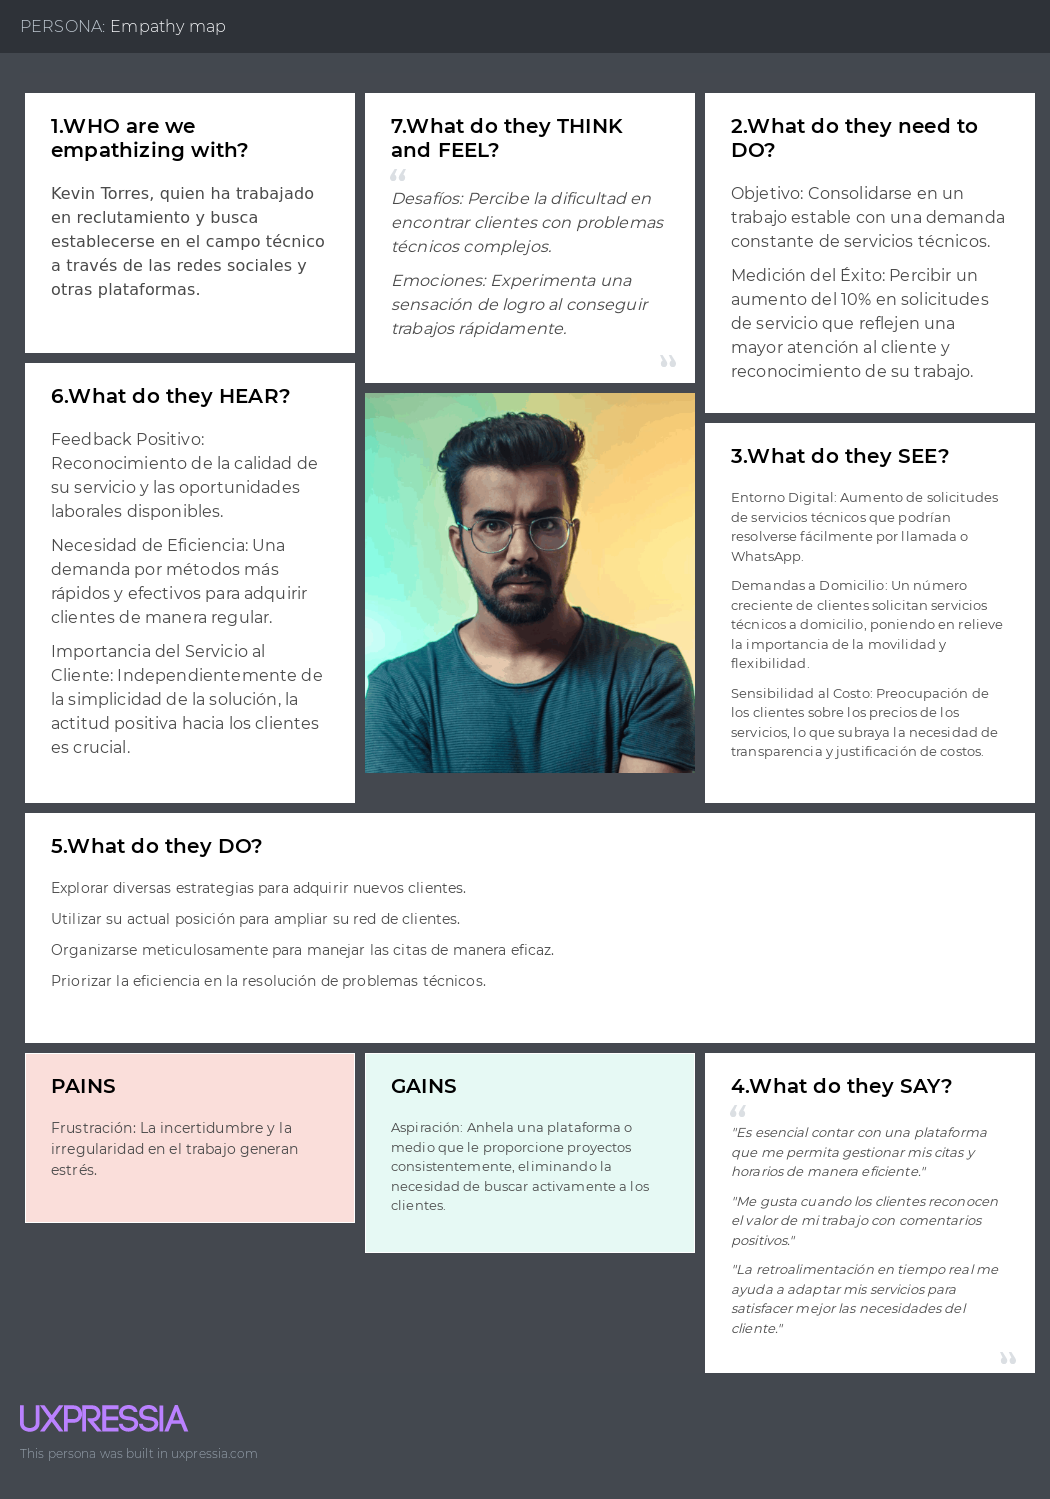 PERSONA: Empathy map
1.WHO are we
empathizing with?
Kevin Torres, quien ha trabajado
en reclutamiento y busca
establecerse en el campo técnico
a través de las redes sociales y
otras plataformas.
7.What do they THINK
and FEEL?
“
Desafíos: Percibe la dificultad en
encontrar clientes con problemas
técnicos complejos.
Emociones: Experimenta una
sensación de logro al conseguir
trabajos rápidamente.
”
2.What do they need to
DO?
Objetivo: Consolidarse en un
trabajo estable con una demanda
constante de servicios técnicos.
Medición del Éxito: Percibir un
aumento del 10% en solicitudes
de servicio que reflejen una
mayor atención al cliente y
reconocimiento de su trabajo.
6.What do they HEAR?
Feedback Positivo:
Reconocimiento de la calidad de
su servicio y las oportunidades
laborales disponibles.
Necesidad de Eficiencia: Una
demanda por métodos más
rápidos y efectivos para adquirir
clientes de manera regular.
Importancia del Servicio al
Cliente: Independientemente de
la simplicidad de la solución, la
actitud positiva hacia los clientes
es crucial.
3.What do they SEE?
Entorno Digital: Aumento de solicitudes
de servicios técnicos que podrían
resolverse fácilmente por llamada o
WhatsApp.
Demandas a Domicilio: Un número
creciente de clientes solicitan servicios
técnicos a domicilio, poniendo en relieve
la importancia de la movilidad y
flexibilidad.
Sensibilidad al Costo: Preocupación de
los clientes sobre los precios de los
servicios, lo que subraya la necesidad de
transparencia y justificación de costos.
5.What do they DO?
Explorar diversas estrategias para adquirir nuevos clientes.
Utilizar su actual posición para ampliar su red de clientes.
Organizarse meticulosamente para manejar las citas de manera eficaz.
Priorizar la eficiencia en la resolución de problemas técnicos.
PAINS
Frustración: La incertidumbre y la
irregularidad en el trabajo generan
estrés.
GAINS
Aspiración: Anhela una plataforma o
medio que le proporcione proyectos
consistentemente, eliminando la
necesidad de buscar activamente a los
clientes.
4.What do they SAY?
“
"Es esencial contar con una plataforma
que me permita gestionar mis citas y
horarios de manera eficiente."
"Me gusta cuando los clientes reconocen
el valor de mi trabajo con comentarios
positivos."
"La retroalimentación en tiempo real me
ayuda a adaptar mis servicios para
satisfacer mejor las necesidades del
cliente."
”
UXPRESSIA
This persona was built in uxpressia.com